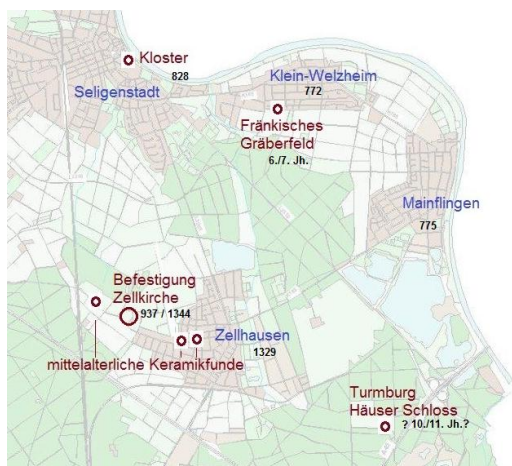 Kloster
828
Seligenstadt
Klein-Welzheim
772
Fränkisches
Gräberfeld
6./7. Jh.
Mainflingen
775
Befestigung
Zellkirche
937 / 1344
Zellhausen
1329
mittelalterliche Keramikfunde
Turmburg
Häuser Schloss
? 10./11. Jh.?